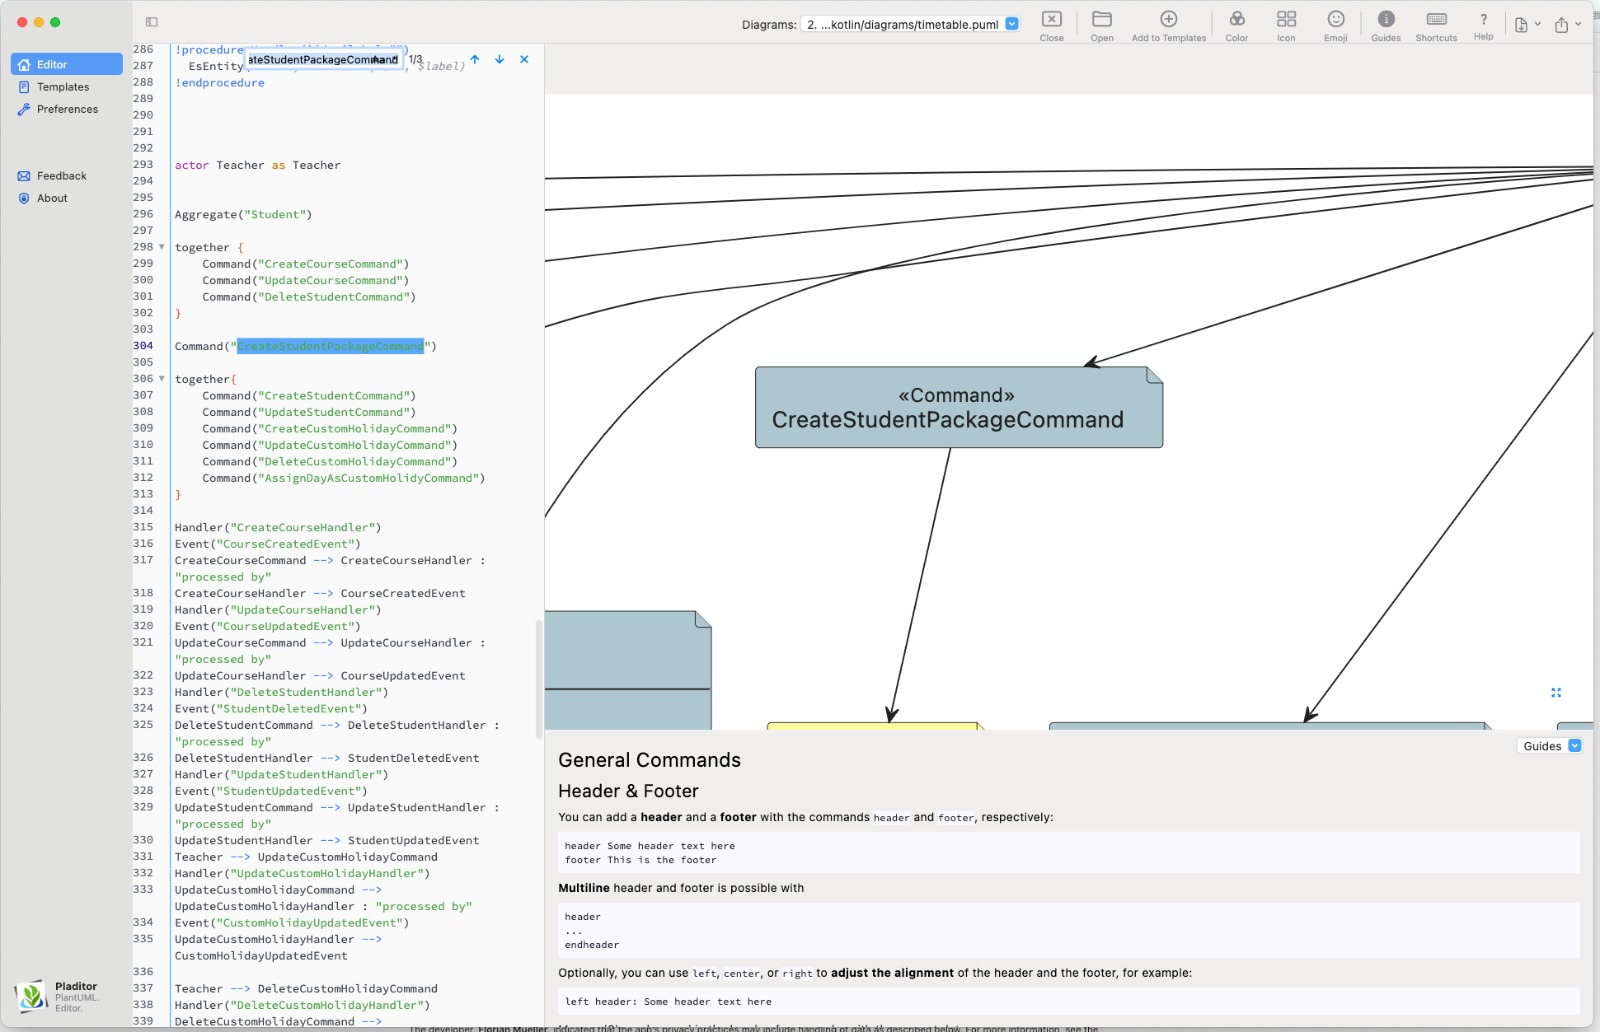 Diagrams:
2. ...kotlin/diagrams/timetable.puml
Close
Open
Add to Templates
Color
Icon
Emoji
Guides
Shortcuts
?
Help
Editor
Templates
Preferences
Feedback
About
Pladitor
PlantUML.
Editor.
1/3
286 !procedure
287 EsEntity $label)
288 !endprocedure
289
290
291
292
293 actor Teacher as Teacher
294
295
296 Aggregate("Student")
297
298 together {
299 Command("CreateCourseCommand")
300 Command("UpdateCourseCommand")
301 Command("DeleteStudentCommand")
302 }
303
304 Command("CreateStudentPackageCommand")
305
306 together{
307 Command("CreateStudentCommand")
308 Command("UpdateStudentCommand")
309 Command("CreateCustomHolidayCommand")
310 Command("UpdateCustomHolidayCommand")
311 Command("DeleteCustomHolidayCommand")
312 Command("AssignDayAsCustomHolidyCommand")
313 }
314
315 Handler("CreateCourseHandler")
316 Event("CourseCreatedEvent")
317 CreateCourseCommand --> CreateCourseHandler :
"processed by"
318 CreateCourseHandler --> CourseCreatedEvent
319 Handler("UpdateCourseHandler")
320 Event("CourseUpdatedEvent")
321 UpdateCourseCommand --> UpdateCourseHandler :
"processed by"
322 UpdateCourseHandler --> CourseUpdatedEvent
323 Handler("DeleteStudentHandler")
324 Event("StudentDeletedEvent")
325 DeleteStudentCommand --> DeleteStudentHandler :
"processed by"
326 DeleteStudentHandler --> StudentDeletedEvent
327 Handler("UpdateStudentHandler")
328 Event("StudentUpdatedEvent")
329 UpdateStudentCommand --> UpdateStudentHandler :
"processed by"
330 UpdateStudentHandler --> StudentUpdatedEvent
331 Teacher --> UpdateCustomHolidayCommand
332 Handler("UpdateCustomHolidayHandler")
333 UpdateCustomHolidayCommand -->
UpdateCustomHolidayHandler : "processed by"
334 Event("CustomHolidayUpdatedEvent")
335 UpdateCustomHolidayHandler -->
CustomHolidayUpdatedEvent
336
337 Teacher --> DeleteCustomHolidayCommand
338 Handler("DeleteCustomHolidayHandler")
339 DeleteCustomHolidayCommand -->
«Command»
CreateStudentPackageCommand
Guides
General Commands
Header & Footer
You can add a header and a footer with the commands header and footer, respectively:
header Some header text here
footer This is the footer
Multiline header and footer is possible with
header
...
endheader
Optionally, you can use left, center, or right to adjust the alignment of the header and the footer, for example:
left header: Some header text here
The developer, Florian Mueller, indicated that the app's privacy practices may include handling of data as described below. For more information, see the